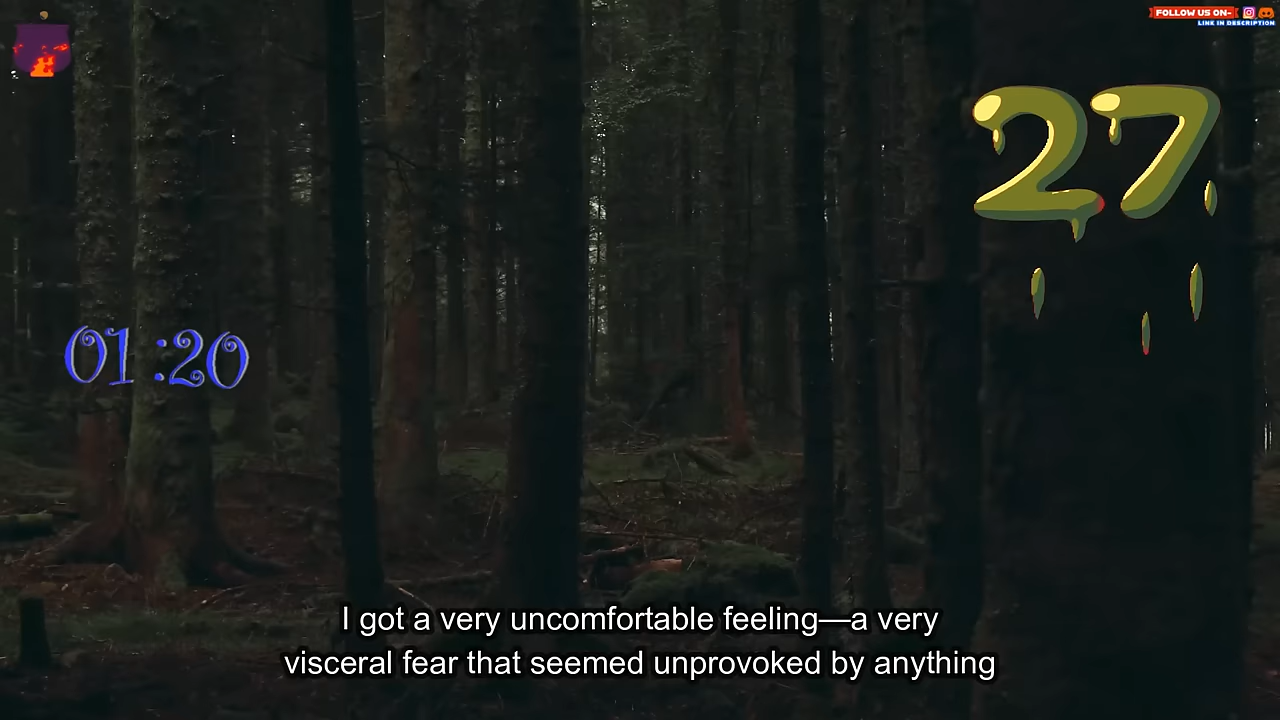 FOLLOW US ON-
LINK IN DESCRIPTION
27
01:20
I got a very uncomfortable feeling—a very
visceral fear that seemed unprovoked by anything